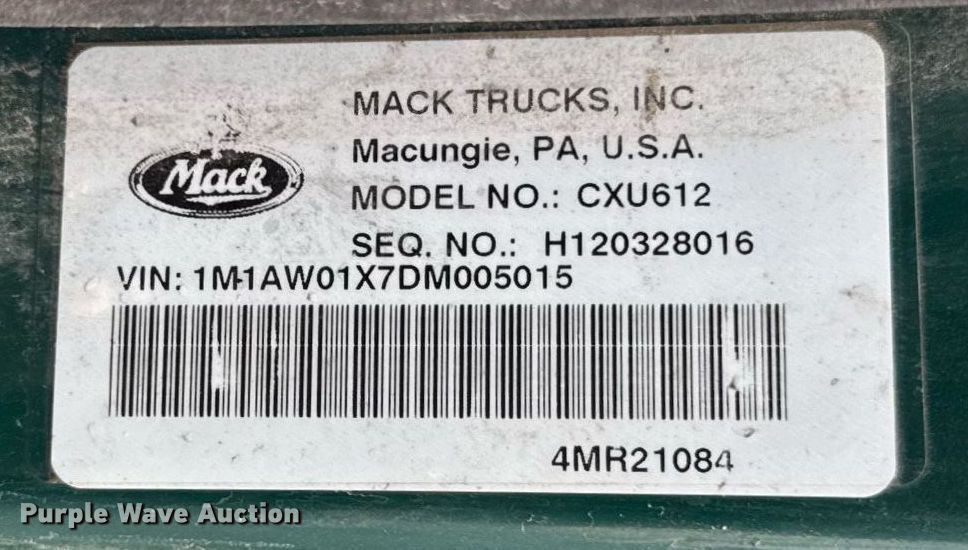 MACK TRUCKS, INC.
Macungie, PA, U.S.A.
Mack
MODEL NO.: CXU612
SEQ. NO.: H120328016
VIN: 1M1AW01X7DM005015
4MR21084
Purple Wave Auction